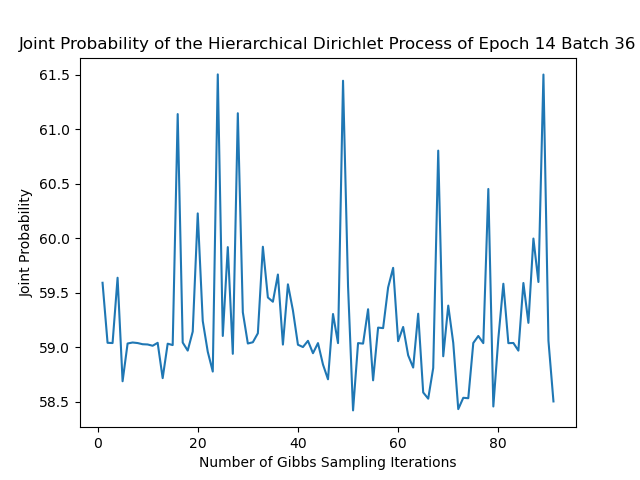 Joint Probability of the Hierarchical Dirichlet Process of Epoch 14 Batch 36
61.5
61.0
60.5
60.0
59.5
59.0
58.5
Joint Probability
0 20 40 60 80
Number of Gibbs Sampling Iterations